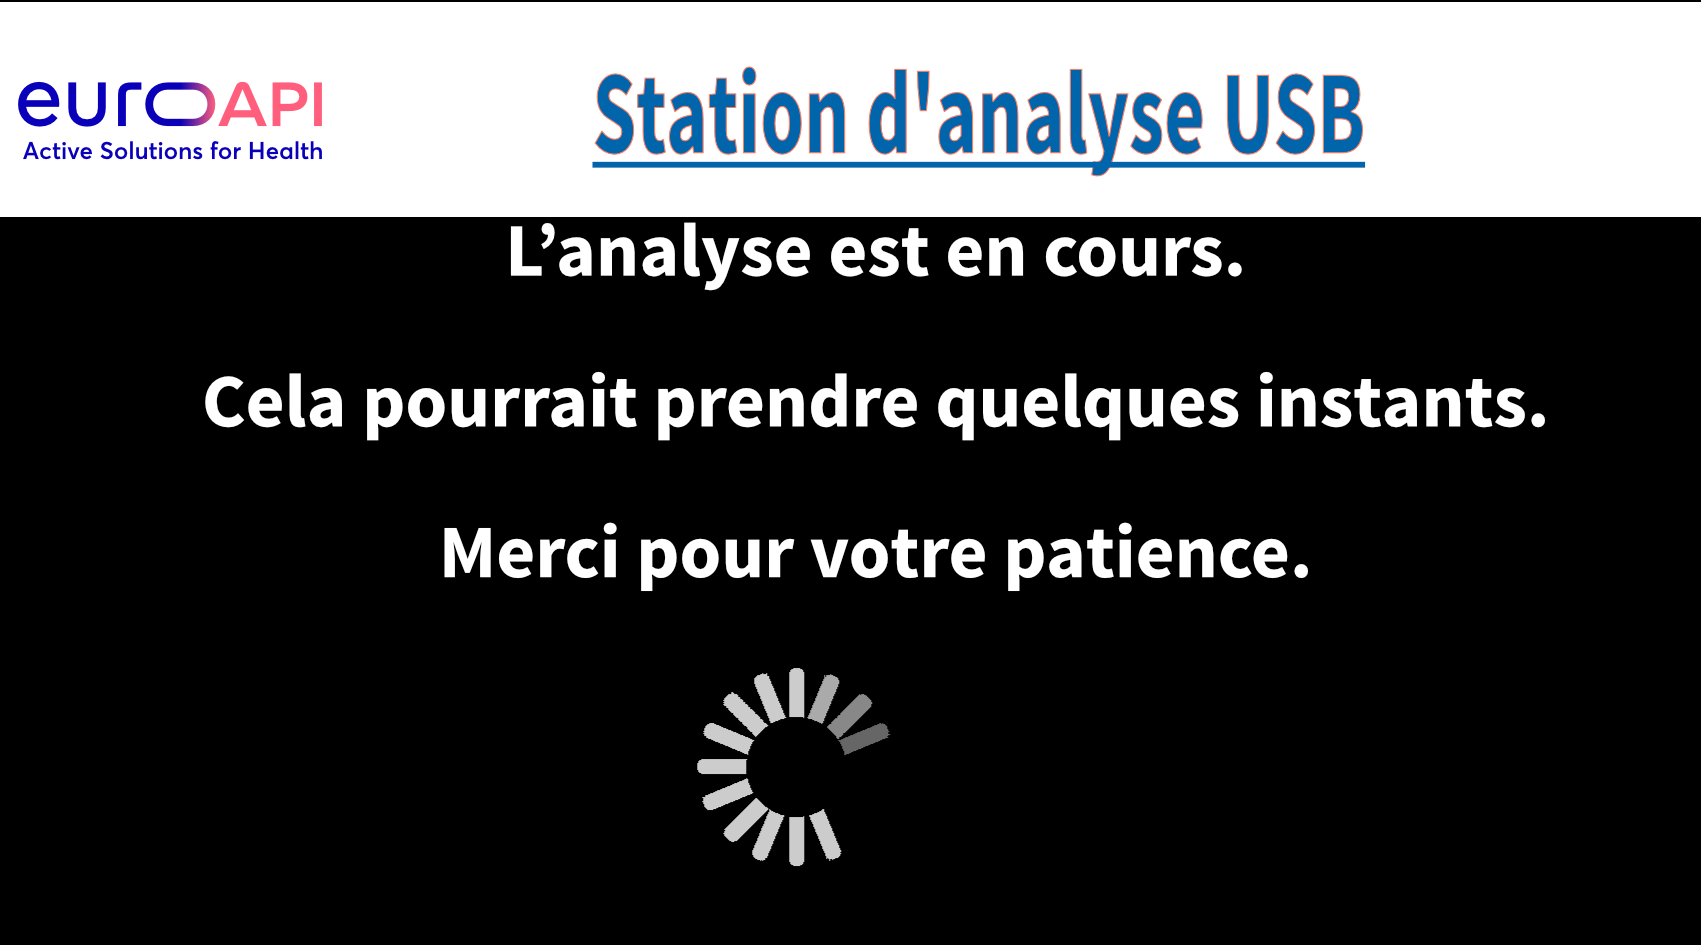 euroAPI
Active Solutions for Health
Station d'analyse USB
L’analyse est en cours.
Cela pourrait prendre quelques instants.
Merci pour votre patience.